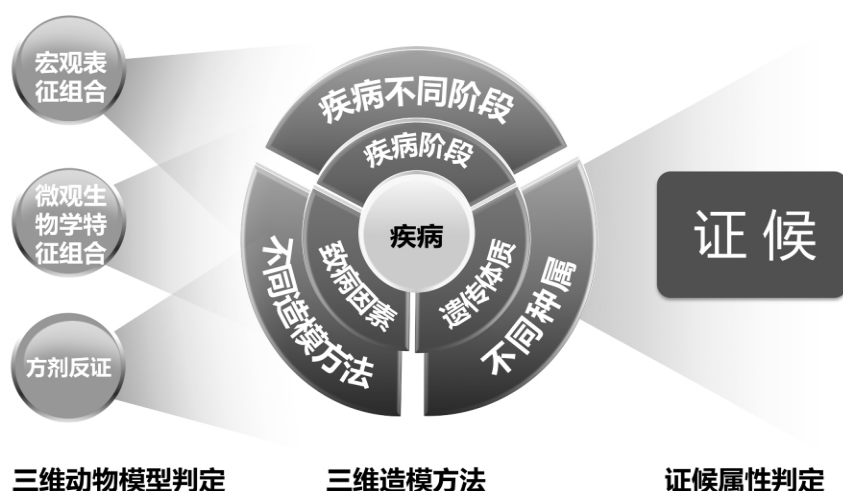 宏观表
征组合
微观生
物学特
征组合
方剂反证
疾病不同阶段
疾病阶段
疾病
致病因素
遗传体质
不同造模方法
不同种属
证候
三维动物模型判定
三维造模方法
证候属性判定